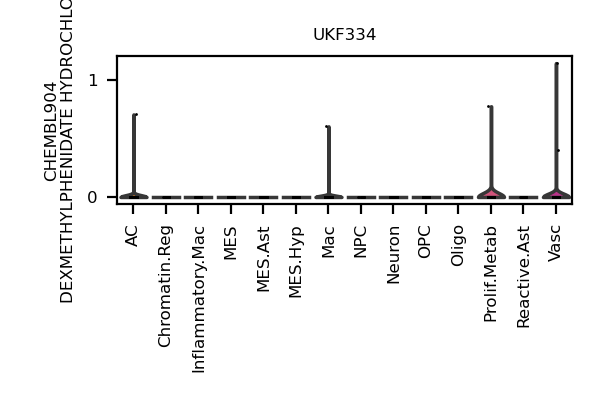 UKF334
CHEMBL904
DEXMETHYLPHENIDATE HYDROCHLO
1
0
AC
Chromatin.Reg
Inflammatory.Mac
MES
MES.Ast
MES.Hyp
Mac
NPC
Neuron
OPC
Oligo
Prolif.Metab
Reactive.Ast
Vasc